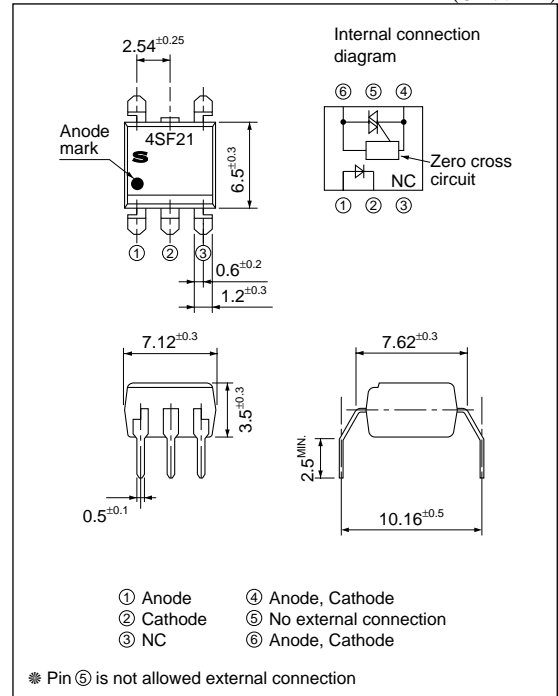 2.54±0.25
Internal connection
diagram
⑥ ⑤ ④
Anode
mark
4SF21
6.5±0.3
Zero cross
circuit
NC
① ② ③
① ② ③
0.6±0.2
1.2±0.3
7.12±0.3
7.62±0.3
3.5±0.3
2.5MIN.
0.5±0.1
10.16±0.5
① Anode ④ Anode, Cathode
② Cathode ⑤ No external connection
③ NC ⑥ Anode, Cathode
❋ Pin ⑤ is not allowed external connection